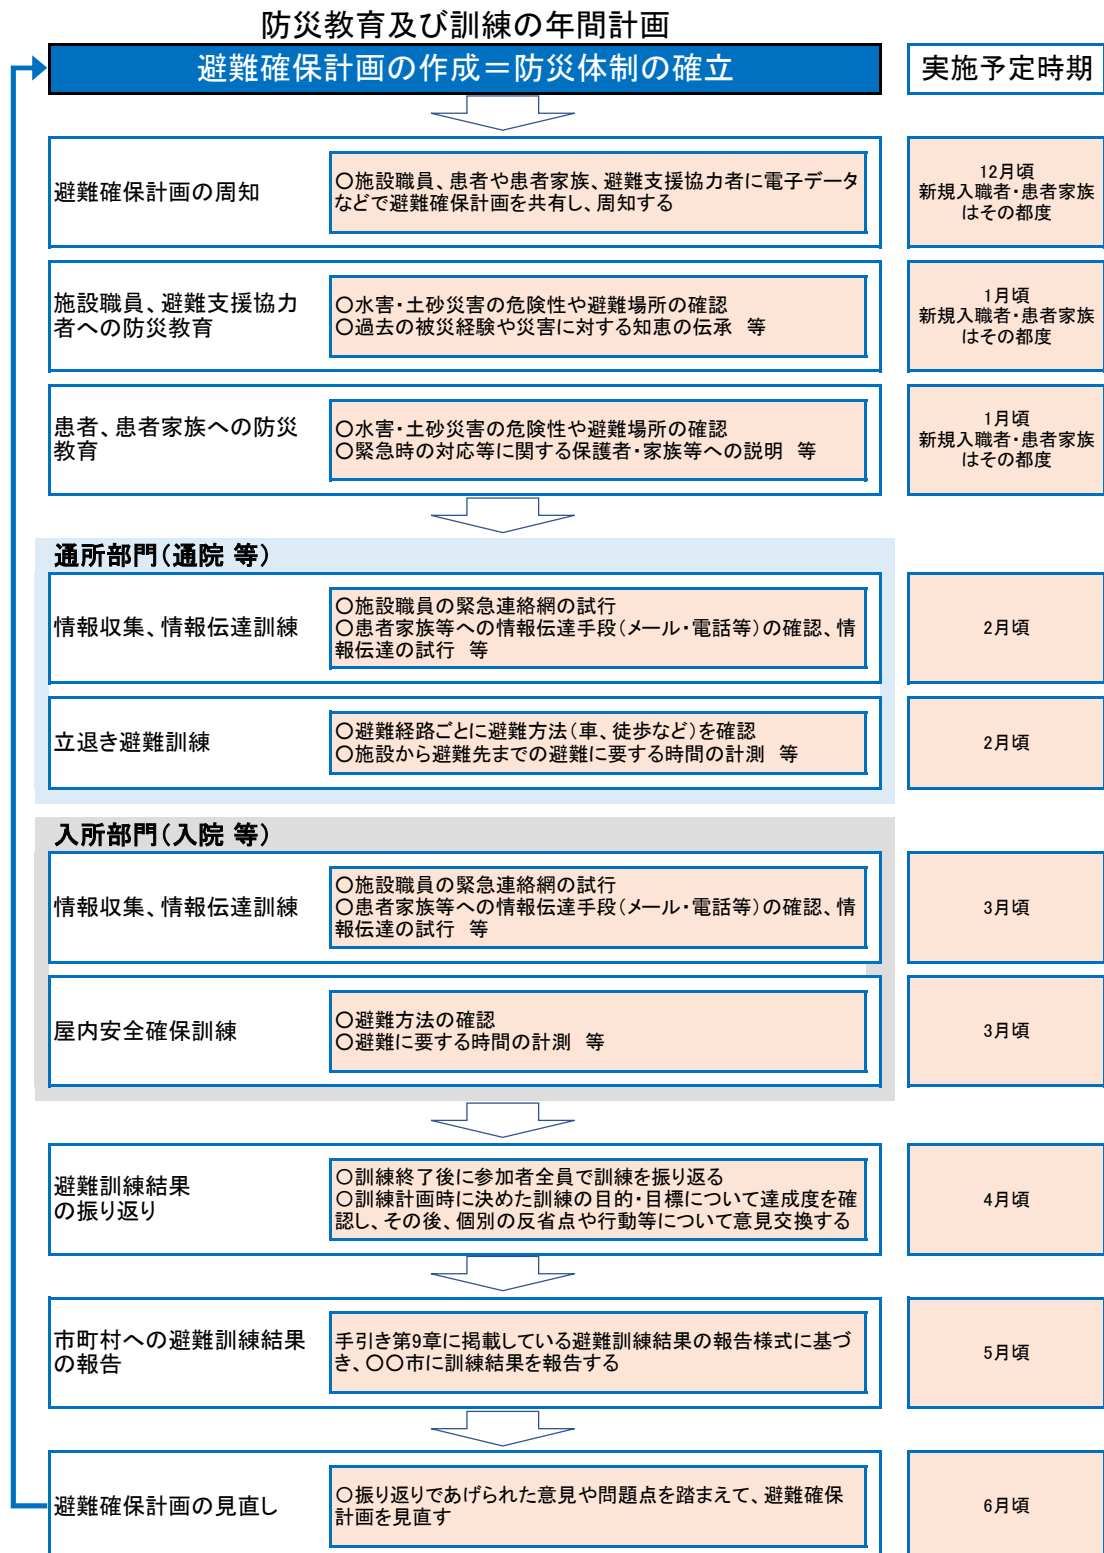 防災教育及び訓練の年間計画
避難確保計画の作成＝防災体制の確立
実施予定時期
避難確保計画の周知
〇施設職員、患者や患者家族、避難支援協力者に電子データ
などで避難確保計画を共有し、周知する
12月頃
新規入職者・患者家族
はその都度
施設職員、避難支援協力
者への防災教育
〇水害・土砂災害の危険性や避難場所の確認
〇過去の被災経験や災害に対する知恵の伝承　等
1月頃
新規入職者・患者家族
はその都度
患者、患者家族への防災
教育
〇水害・土砂災害の危険性や避難場所の確認
〇緊急時の対応等に関する保護者・家族等への説明　等
1月頃
新規入職者・患者家族
はその都度
通所部門（通院 等）
情報収集、情報伝達訓練
〇施設職員の緊急連絡網の試行
〇患者家族等への情報伝達手段（メール・電話等）の確認、情
報伝達の試行　等
2月頃
立退き避難訓練
〇避難経路ごとに避難方法（車、徒歩など）を確認
〇施設から避難先までの避難に要する時間の計測　等
2月頃
入所部門（入院 等）
情報収集、情報伝達訓練
〇施設職員の緊急連絡網の試行
〇患者家族等への情報伝達手段（メール・電話等）の確認、情
報伝達の試行　等
3月頃
屋内安全確保訓練
〇避難方法の確認
〇避難に要する時間の計測　等
3月頃
避難訓練結果
の振り返り
〇訓練終了後に参加者全員で訓練を振り返る
〇訓練計画時に決めた訓練の目的・目標について達成度を確
認し、その後、個別の反省点や行動等について意見交換する
4月頃
市町村への避難訓練結果
の報告
手引き第9章に掲載している避難訓練結果の報告様式に基づ
き、〇〇市に訓練結果を報告する
5月頃
避難確保計画の見直し
〇振り返りであげられた意見や問題点を踏まえて、避難確保
計画を見直す
6月頃